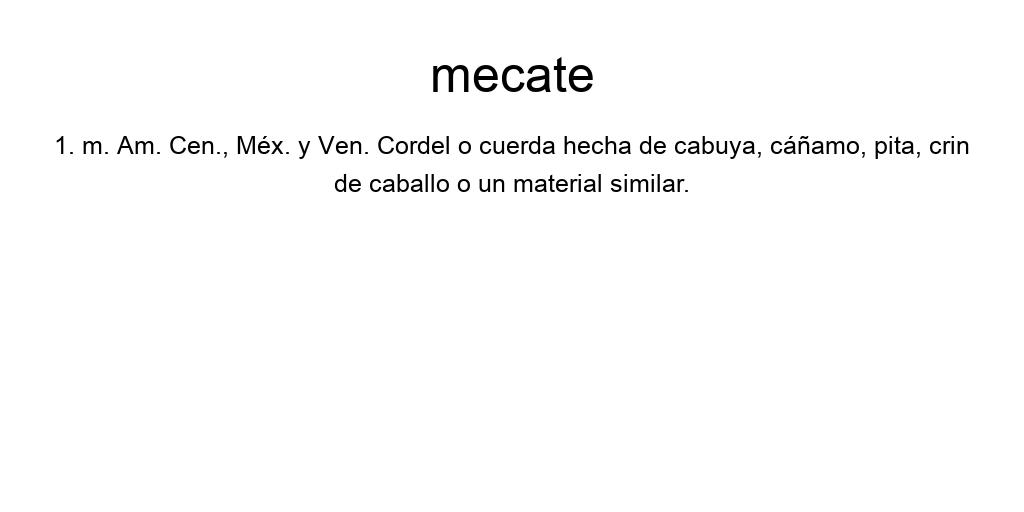 mecate
1. m. Am. Cen., Méx. y Ven. Cordel o cuerda hecha de cabuya, cáñamo, pita, crin
de caballo o un material similar.